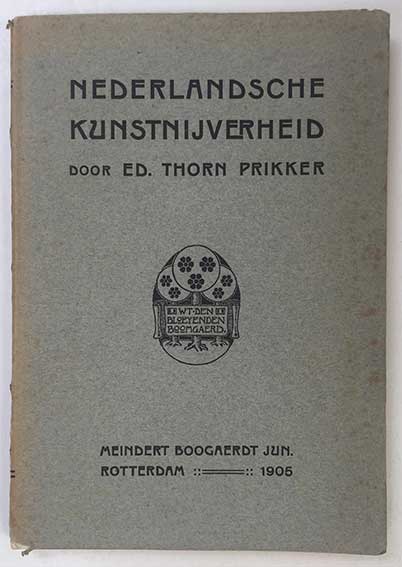 NEDERLANDSCHE
KUNSTNIJVERHEID
DOOR ED. THORN PRIKKER
WT·DEN
BLOEYENDEN
BOOMGAERD.
MEINDERT BOOGAERDT JUN.
ROTTERDAM ::═══:: 1905